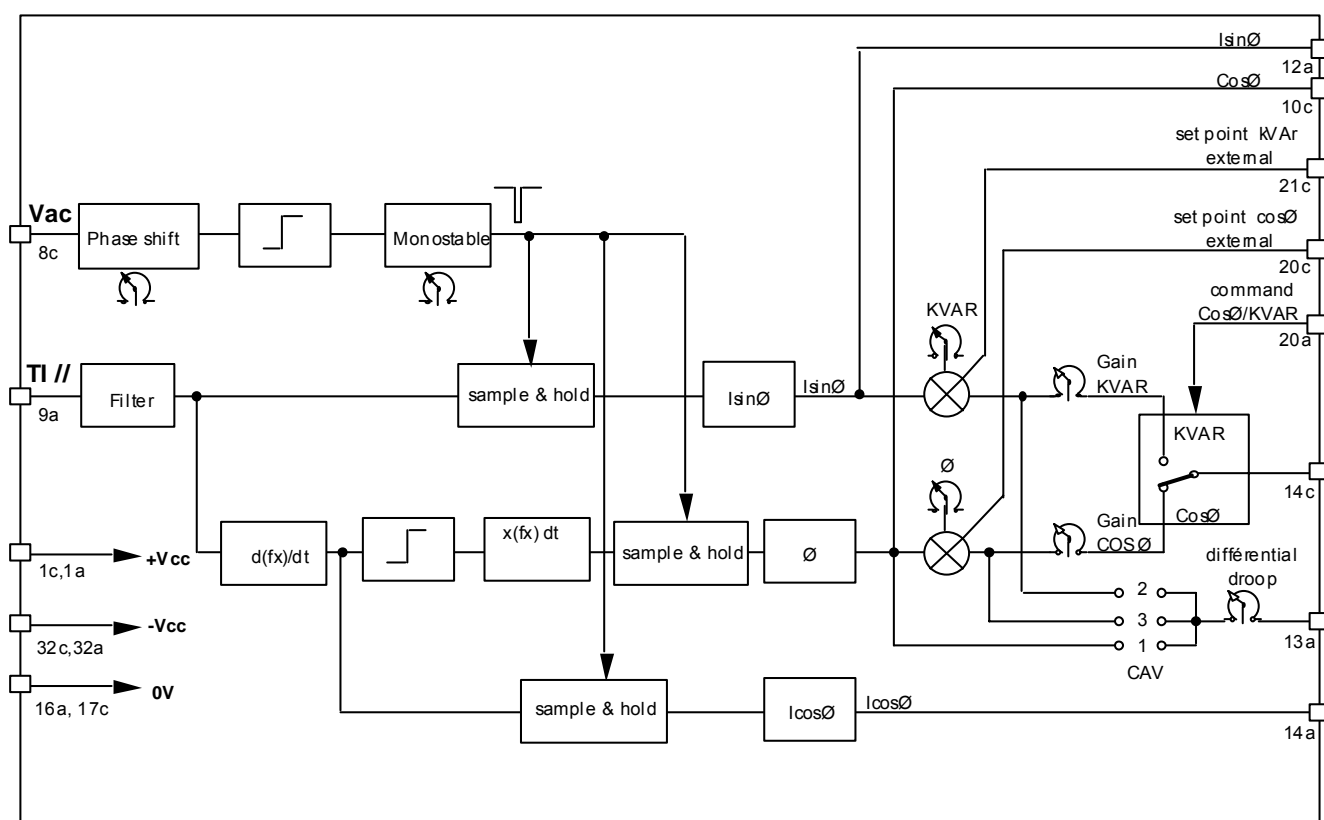 IsinØ
12a
CosØ
10c
set point kVAr
external
21c
set point cosØ
external
20c
command
CosØ/KVAR
20a
Vac
8c
Phase shift
Monostable
KVAR
TI //
9a
Filter
sample & hold
IsinØ
IsinØ
Gain
KVAR
KVAR
CosØ
14c
Ø
d(fx)/dt
x(fx) dt
sample & hold
Ø
Gain
COSØ
différential
droop
2
3
1
CAV
13a
1c,1a
+Vcc
32c,32a
-Vcc
16a, 17c
0V
sample & hold
IcosØ
IcosØ
14a